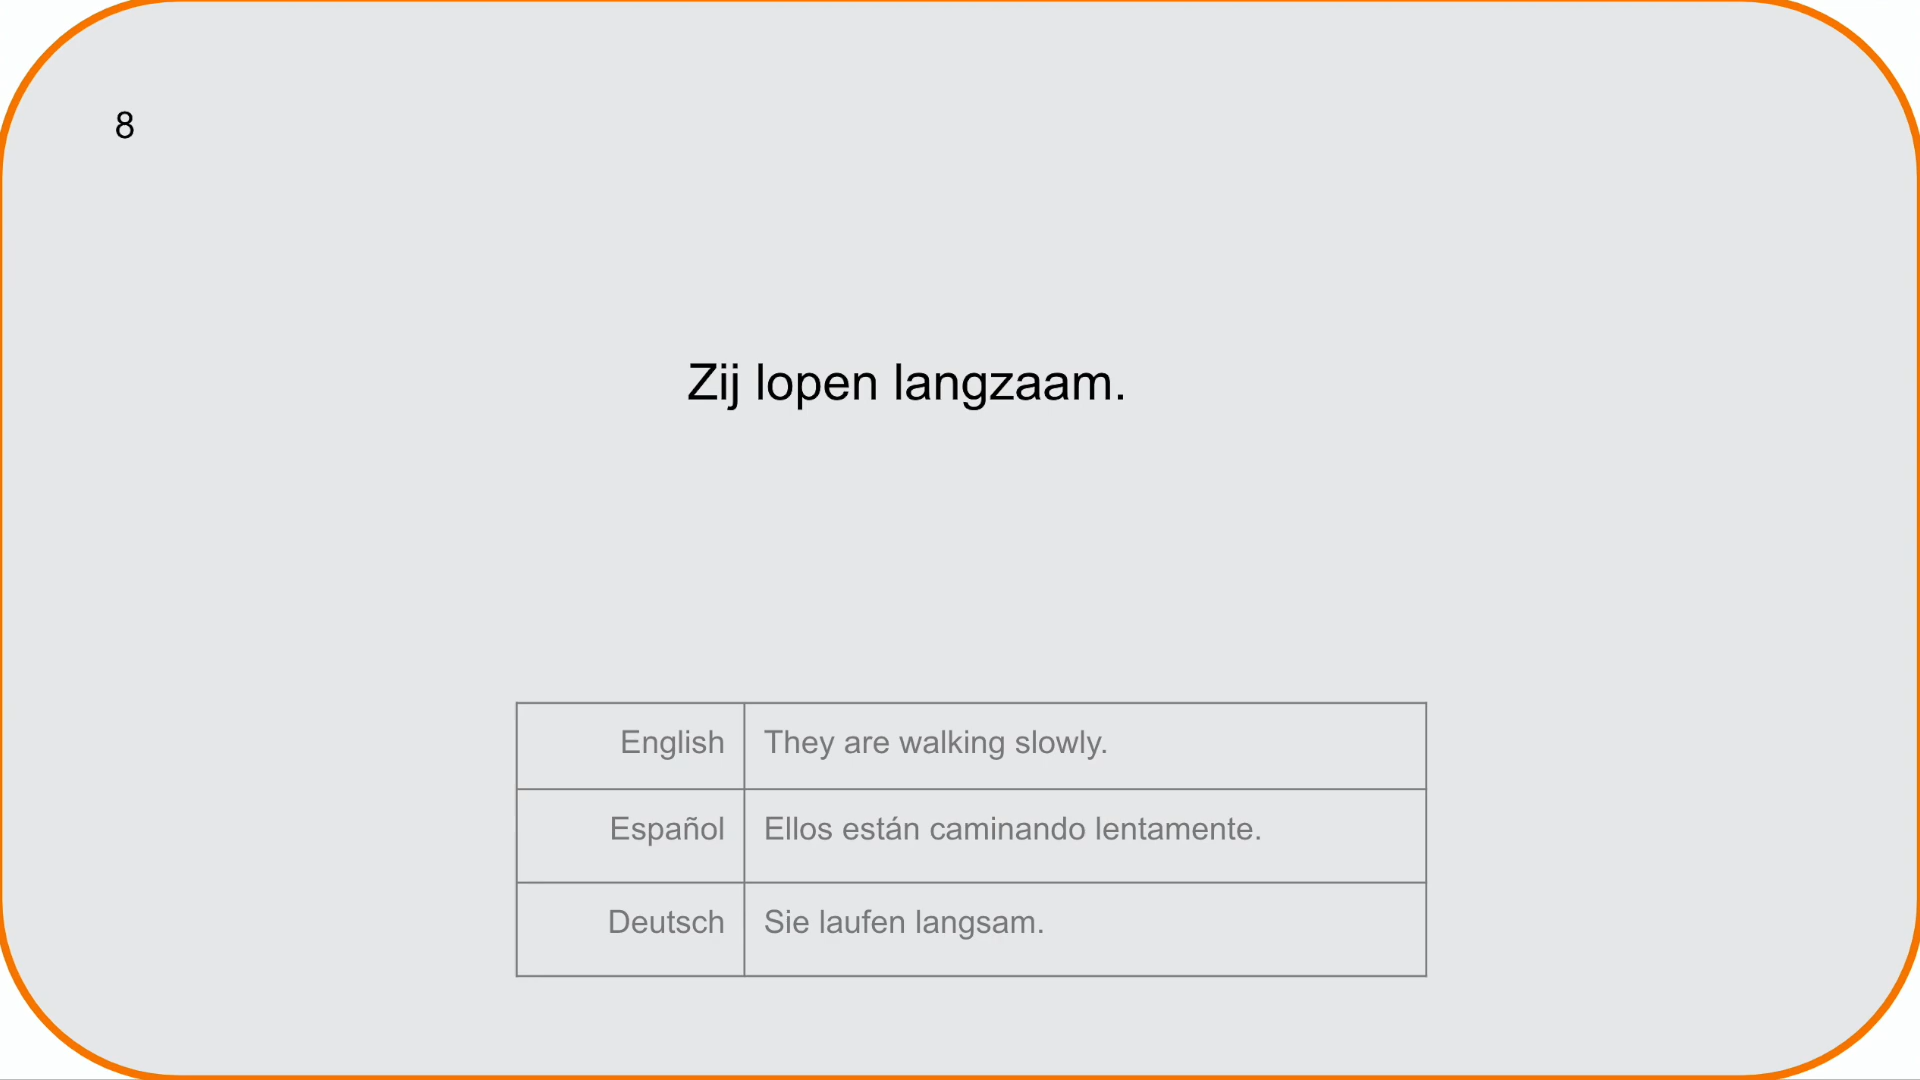 8
Zij lopen langzaam.
English They are walking slowly.
Español Ellos están caminando lentamente.
Deutsch Sie laufen langsam.